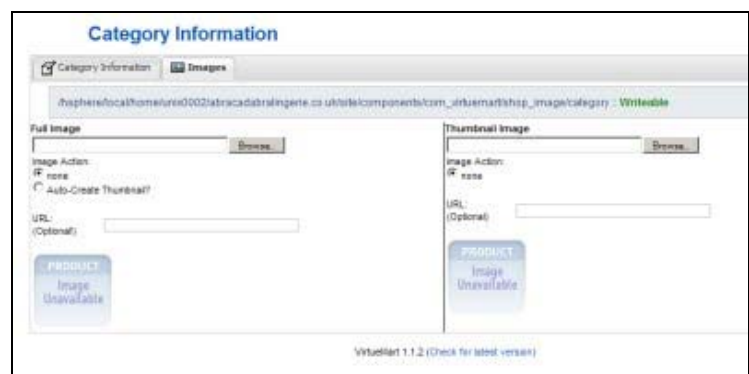 Category Information
Category Information Images
/hsphere/local/home/unix0002/abracadabralingerie.co.uk/site/components/com_virtuemart/shop_image/category : Writeable
Full Image
Browse...
Image Action:
none
Auto-Create Thumbnail?
URL:
(Optional)
PRODUCT
Image
Unavailable
Thumbnail Image
Browse...
Image Action:
none
URL:
(Optional)
PRODUCT
Image
Unavailable
VirtueMart 1.1.2 (Check for latest version)